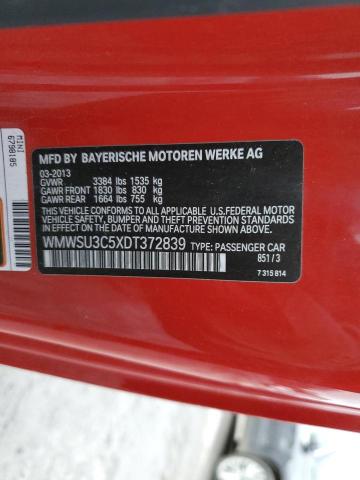 MINI
6798105
MFD BY BAYERISCHE MOTOREN WERKE AG
03-2013
GVWR 3384 lbs 1535 kg
GAWR FRONT 1830 lbs 830 kg
GAWR REAR 1664 lbs 755 kg
THIS VEHICLE CONFORMS TO ALL APPLICABLE U.S.FEDERAL MOTOR
VEHICLE SAFETY, BUMPER, AND THEFT PREVENTION STANDARDS
IN EFFECT ON THE DATE OF MANUFACTURE SHOWN ABOVE.
WMWSU3C5XDT372839 TYPE: PASSENGER CAR
851 / 3
7 315 814